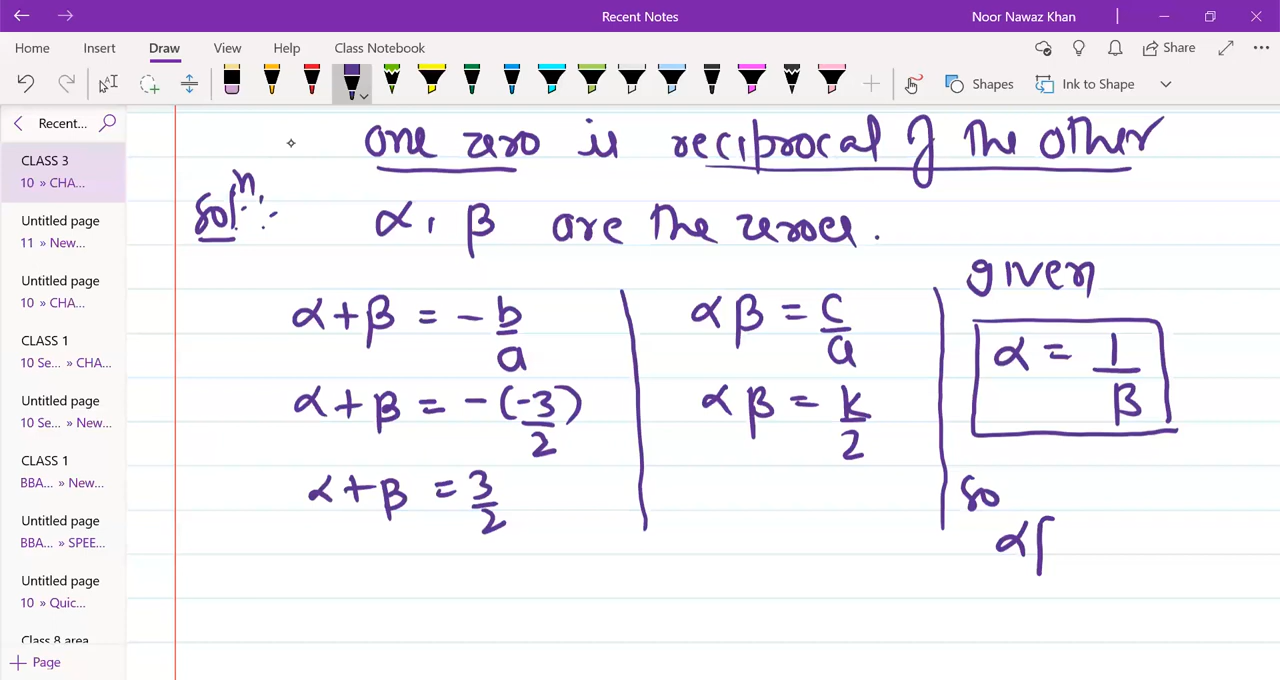 Recent Notes
Noor Nawaz Khan
Home Insert Draw View Help Class Notebook
Share
Shapes
Ink to Shape
Recent...
CLASS 3
10 » CHA...
Untitled page
11 » New...
Untitled page
10 » CHA...
CLASS 1
10 Se... » CHA...
Untitled page
10 Se... » New...
CLASS 1
BBA... » New...
Untitled page
BBA... » SPEE...
Untitled page
10 » Quic...
Class 8 area
+ Page
one zero is reciprocal of the other
Solⁿ:
α, β are the zeroes.
α+β = -b/a
α+β = -(-3)/2
α+β = 3/2
αβ = c/a
αβ = k/2
given
α = 1/β
so
α